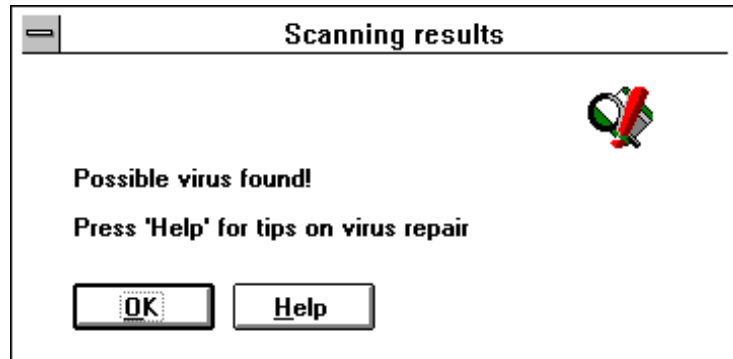 Scanning results
Possible virus found!
Press 'Help' for tips on virus repair
OK Help